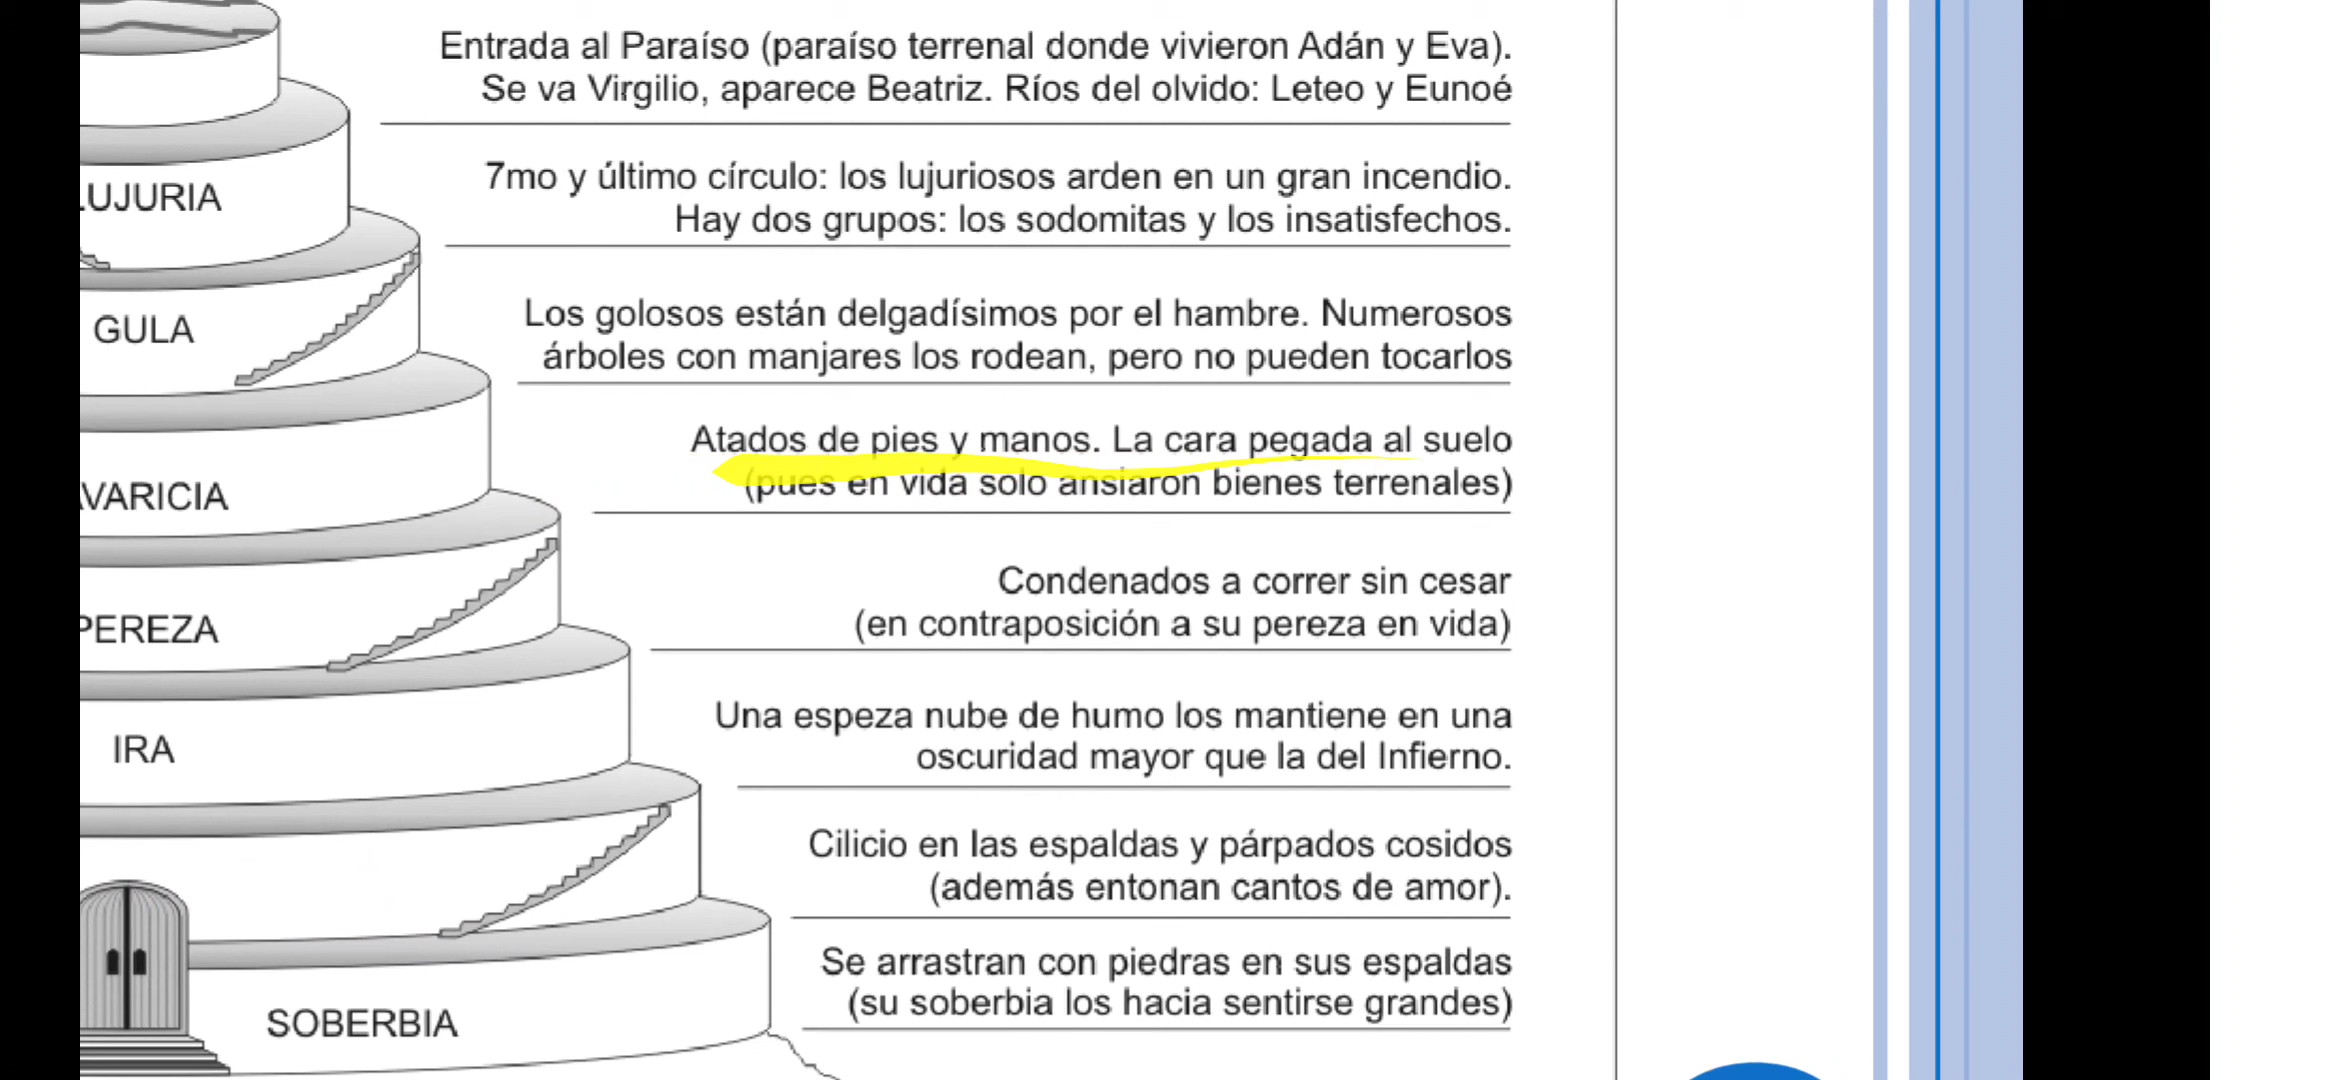 Entrada al Paraíso (paraíso terrenal donde vivieron Adán y Eva).
Se va Virgilio, aparece Beatriz. Ríos del olvido: Leteo y Eunoé
LUJURIA
7mo y último círculo: los lujuriosos arden en un gran incendio.
Hay dos grupos: los sodomitas y los insatisfechos.
GULA
Los golosos están delgadísimos por el hambre. Numerosos
árboles con manjares los rodean, pero no pueden tocarlos
AVARICIA
Atados de pies y manos. La cara pegada al suelo
(pues en vida solo ansiaron bienes terrenales)
PEREZA
Condenados a correr sin cesar
(en contraposición a su pereza en vida)
IRA
Una espeza nube de humo los mantiene en una
oscuridad mayor que la del Infierno.
Cilicio en las espaldas y párpados cosidos
(además entonan cantos de amor).
SOBERBIA
Se arrastran con piedras en sus espaldas
(su soberbia los hacia sentirse grandes)